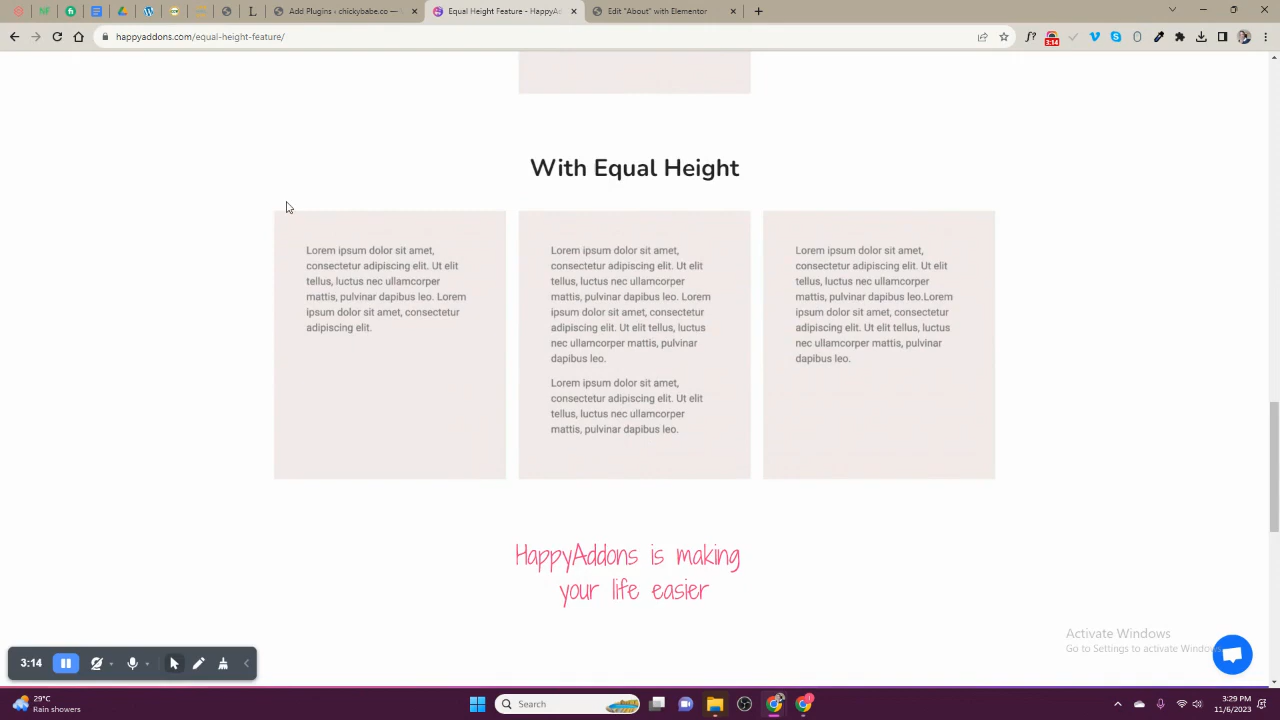 Add Plugins ‹ chickybabe.co —
Equal Height Feature - HappyAd
Edit "About" with Elementor
happyaddons.com/equal-height-feature/
3:14
With Equal Height
Lorem ipsum dolor sit amet,
consectetur adipiscing elit. Ut elit
tellus, luctus nec ullamcorper
mattis, pulvinar dapibus leo. Lorem
ipsum dolor sit amet, consectetur
adipiscing elit.
Lorem ipsum dolor sit amet,
consectetur adipiscing elit. Ut elit
tellus, luctus nec ullamcorper
mattis, pulvinar dapibus leo. Lorem
ipsum dolor sit amet, consectetur
adipiscing elit. Ut elit tellus, luctus
nec ullamcorper mattis, pulvinar
dapibus leo.
Lorem ipsum dolor sit amet,
consectetur adipiscing elit. Ut elit
tellus, luctus nec ullamcorper
mattis, pulvinar dapibus leo.
Lorem ipsum dolor sit amet,
consectetur adipiscing elit. Ut elit
tellus, luctus nec ullamcorper
mattis, pulvinar dapibus leo.Lorem
ipsum dolor sit amet, consectetur
adipiscing elit. Ut elit tellus, luctus
nec ullamcorper mattis, pulvinar
dapibus leo.
HappyAddons is making
your life easier
Activate Windows
Go to Settings to activate Windows
3:14
29°C
Rain showers
Search
3:29 PM
11/6/2023